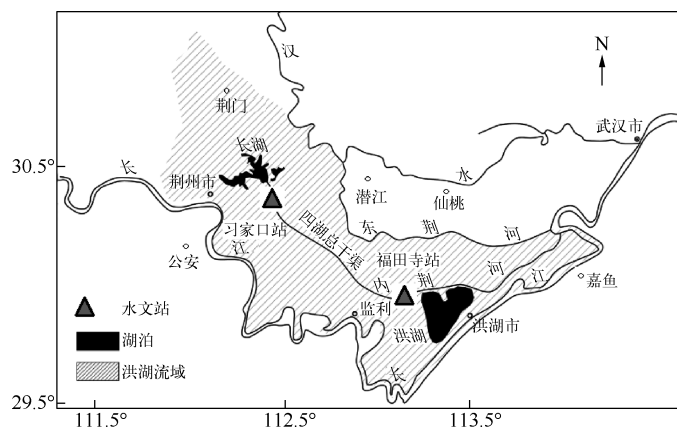 汉
N
荆门
武汉市
长湖
30.5°
长
荆州市
水
潜江
仙桃
习家口站
四湖总干渠
东荆河
江
公安
福田寺站
内荆河
江
嘉鱼
水文站
监利
洪湖
洪湖市
湖泊
洪湖流域
长
29.5°
111.5°
112.5°
113.5°